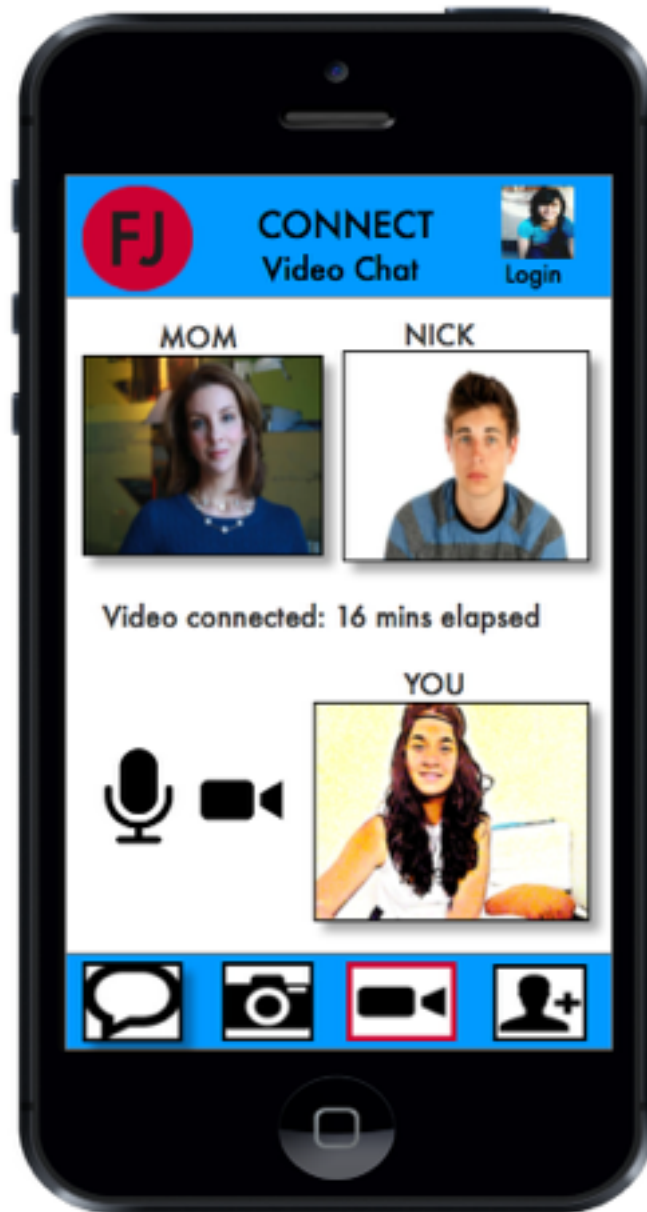 FJ
CONNECT
Video Chat
Login
MOM
NICK
Video connected: 16 mins elapsed
YOU